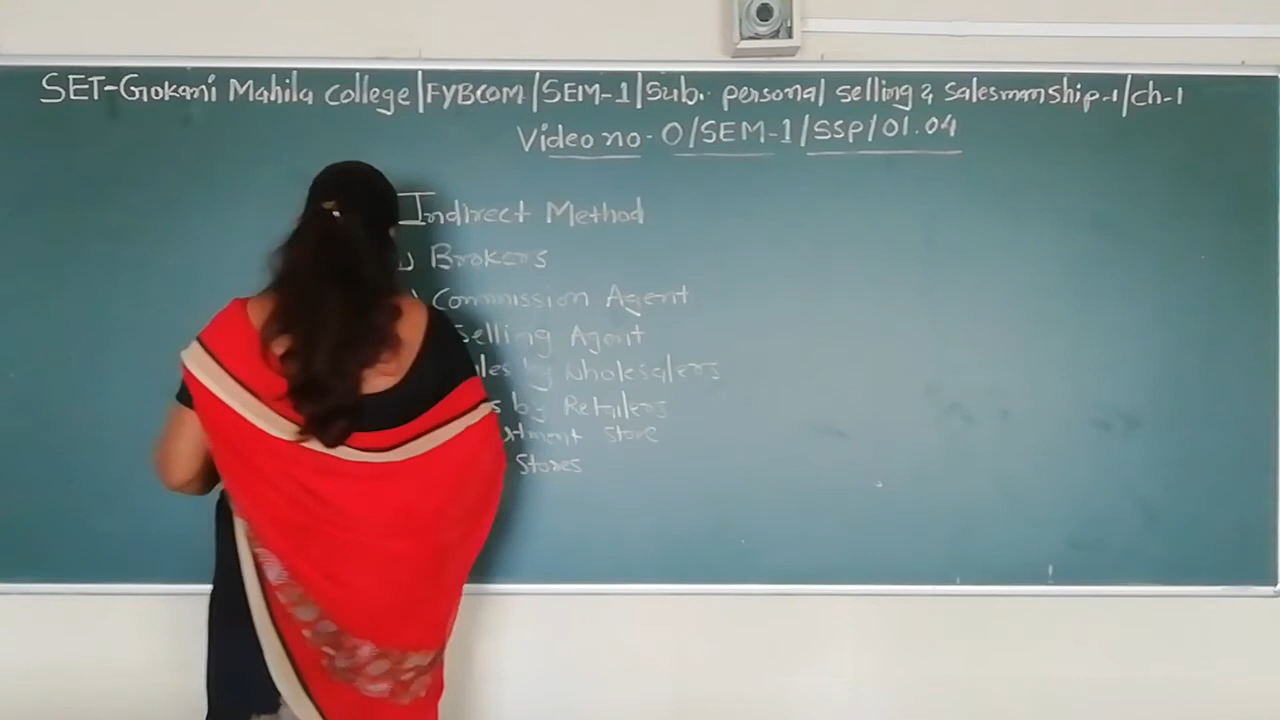 SET-Gokani Mahila college|FYBCOM/SEM-1|Sub. personal selling & salesmanship-1/ch-1
Video no- 0/SEM-1/SSP/01.04
Indirect Method
Brokers
Commission Agent
Selling Agent
by Wholesalers
by Retailers
Store
Stores